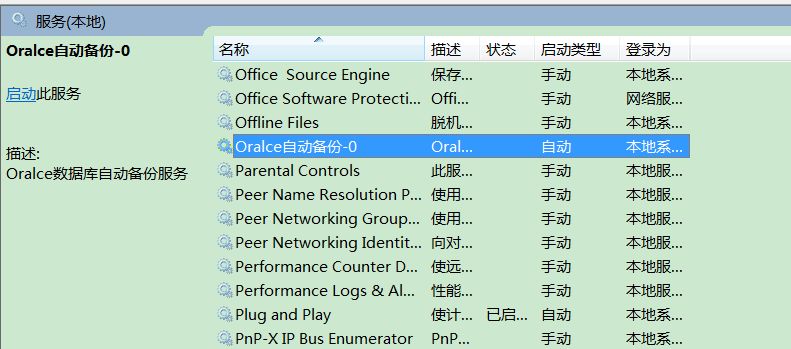 服务(本地)
Oralce自动备份-0
启动此服务
描述:
Oralce数据库自动备份服务
名称 描述 状态 启动类型 登录为
Office  Source Engine 保存... 手动 本地系...
Office Software Protecti... Offi... 手动 网络服...
Offline Files 脱机... 手动 本地系...
Oralce自动备份-0 Oral... 自动 本地系...
Parental Controls 此服... 手动 本地服...
Peer Name Resolution P... 使用... 手动 本地服...
Peer Networking Group... 使用... 手动 本地服...
Peer Networking Identit... 向对... 手动 本地服...
Performance Counter D... 使远... 手动 本地服...
Performance Logs & Al... 性能... 手动 本地服...
Plug and Play 使计... 已启... 自动 本地系...
PnP-X IP Bus Enumerator PnP... 手动 本地系...